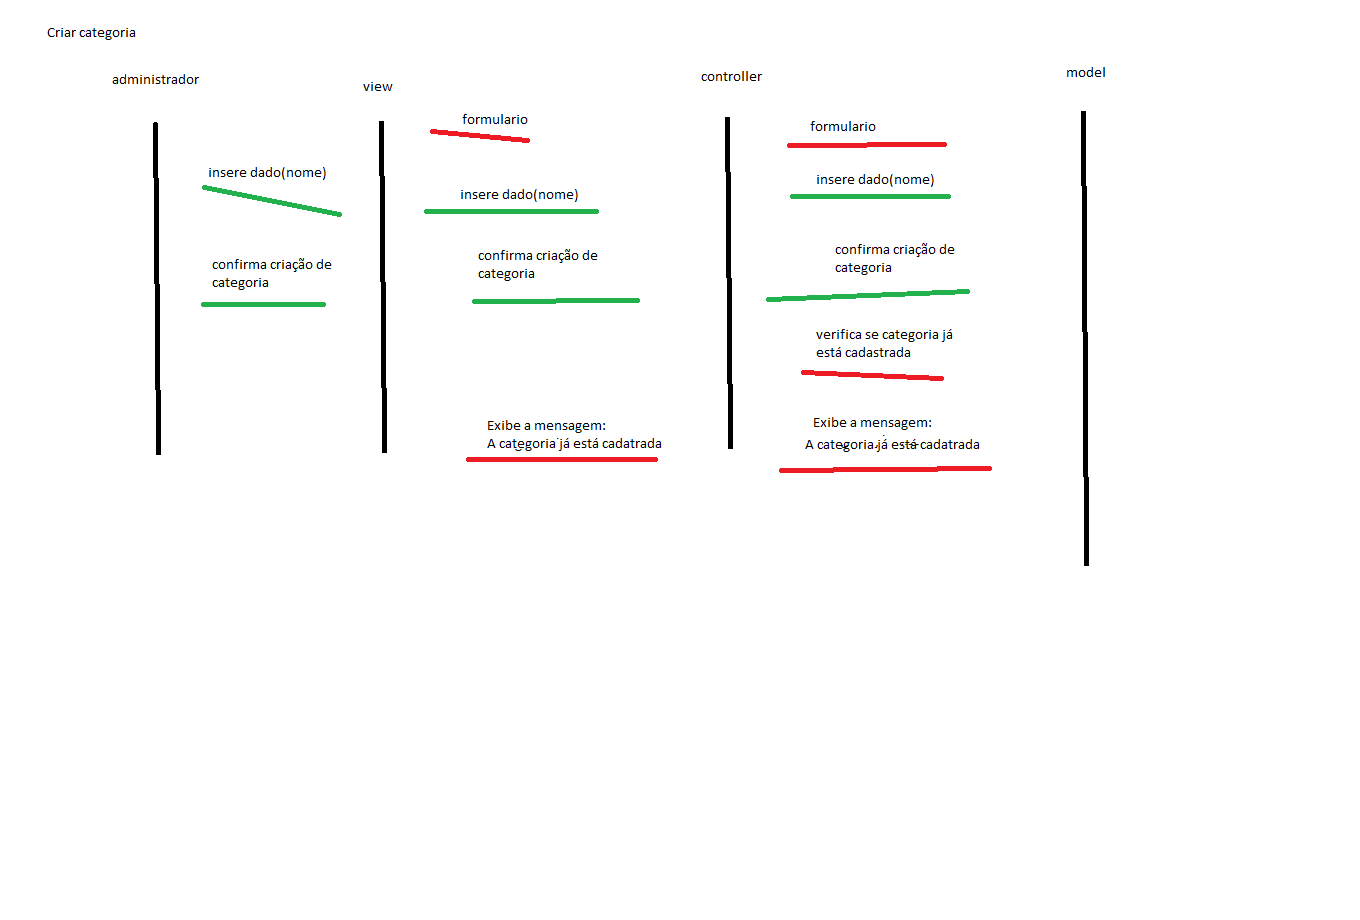 Criar categoria
administrador
view
controller
model
formulario
formulario
insere dado(nome)
insere dado(nome)
insere dado(nome)
confirma criação de
categoria
confirma criação de
categoria
confirma criação de
categoria
verifica se categoria já
está cadastrada
Exibe a mensagem:
A categoria já está cadatrada
Exibe a mensagem:
A categoria já está cadatrada